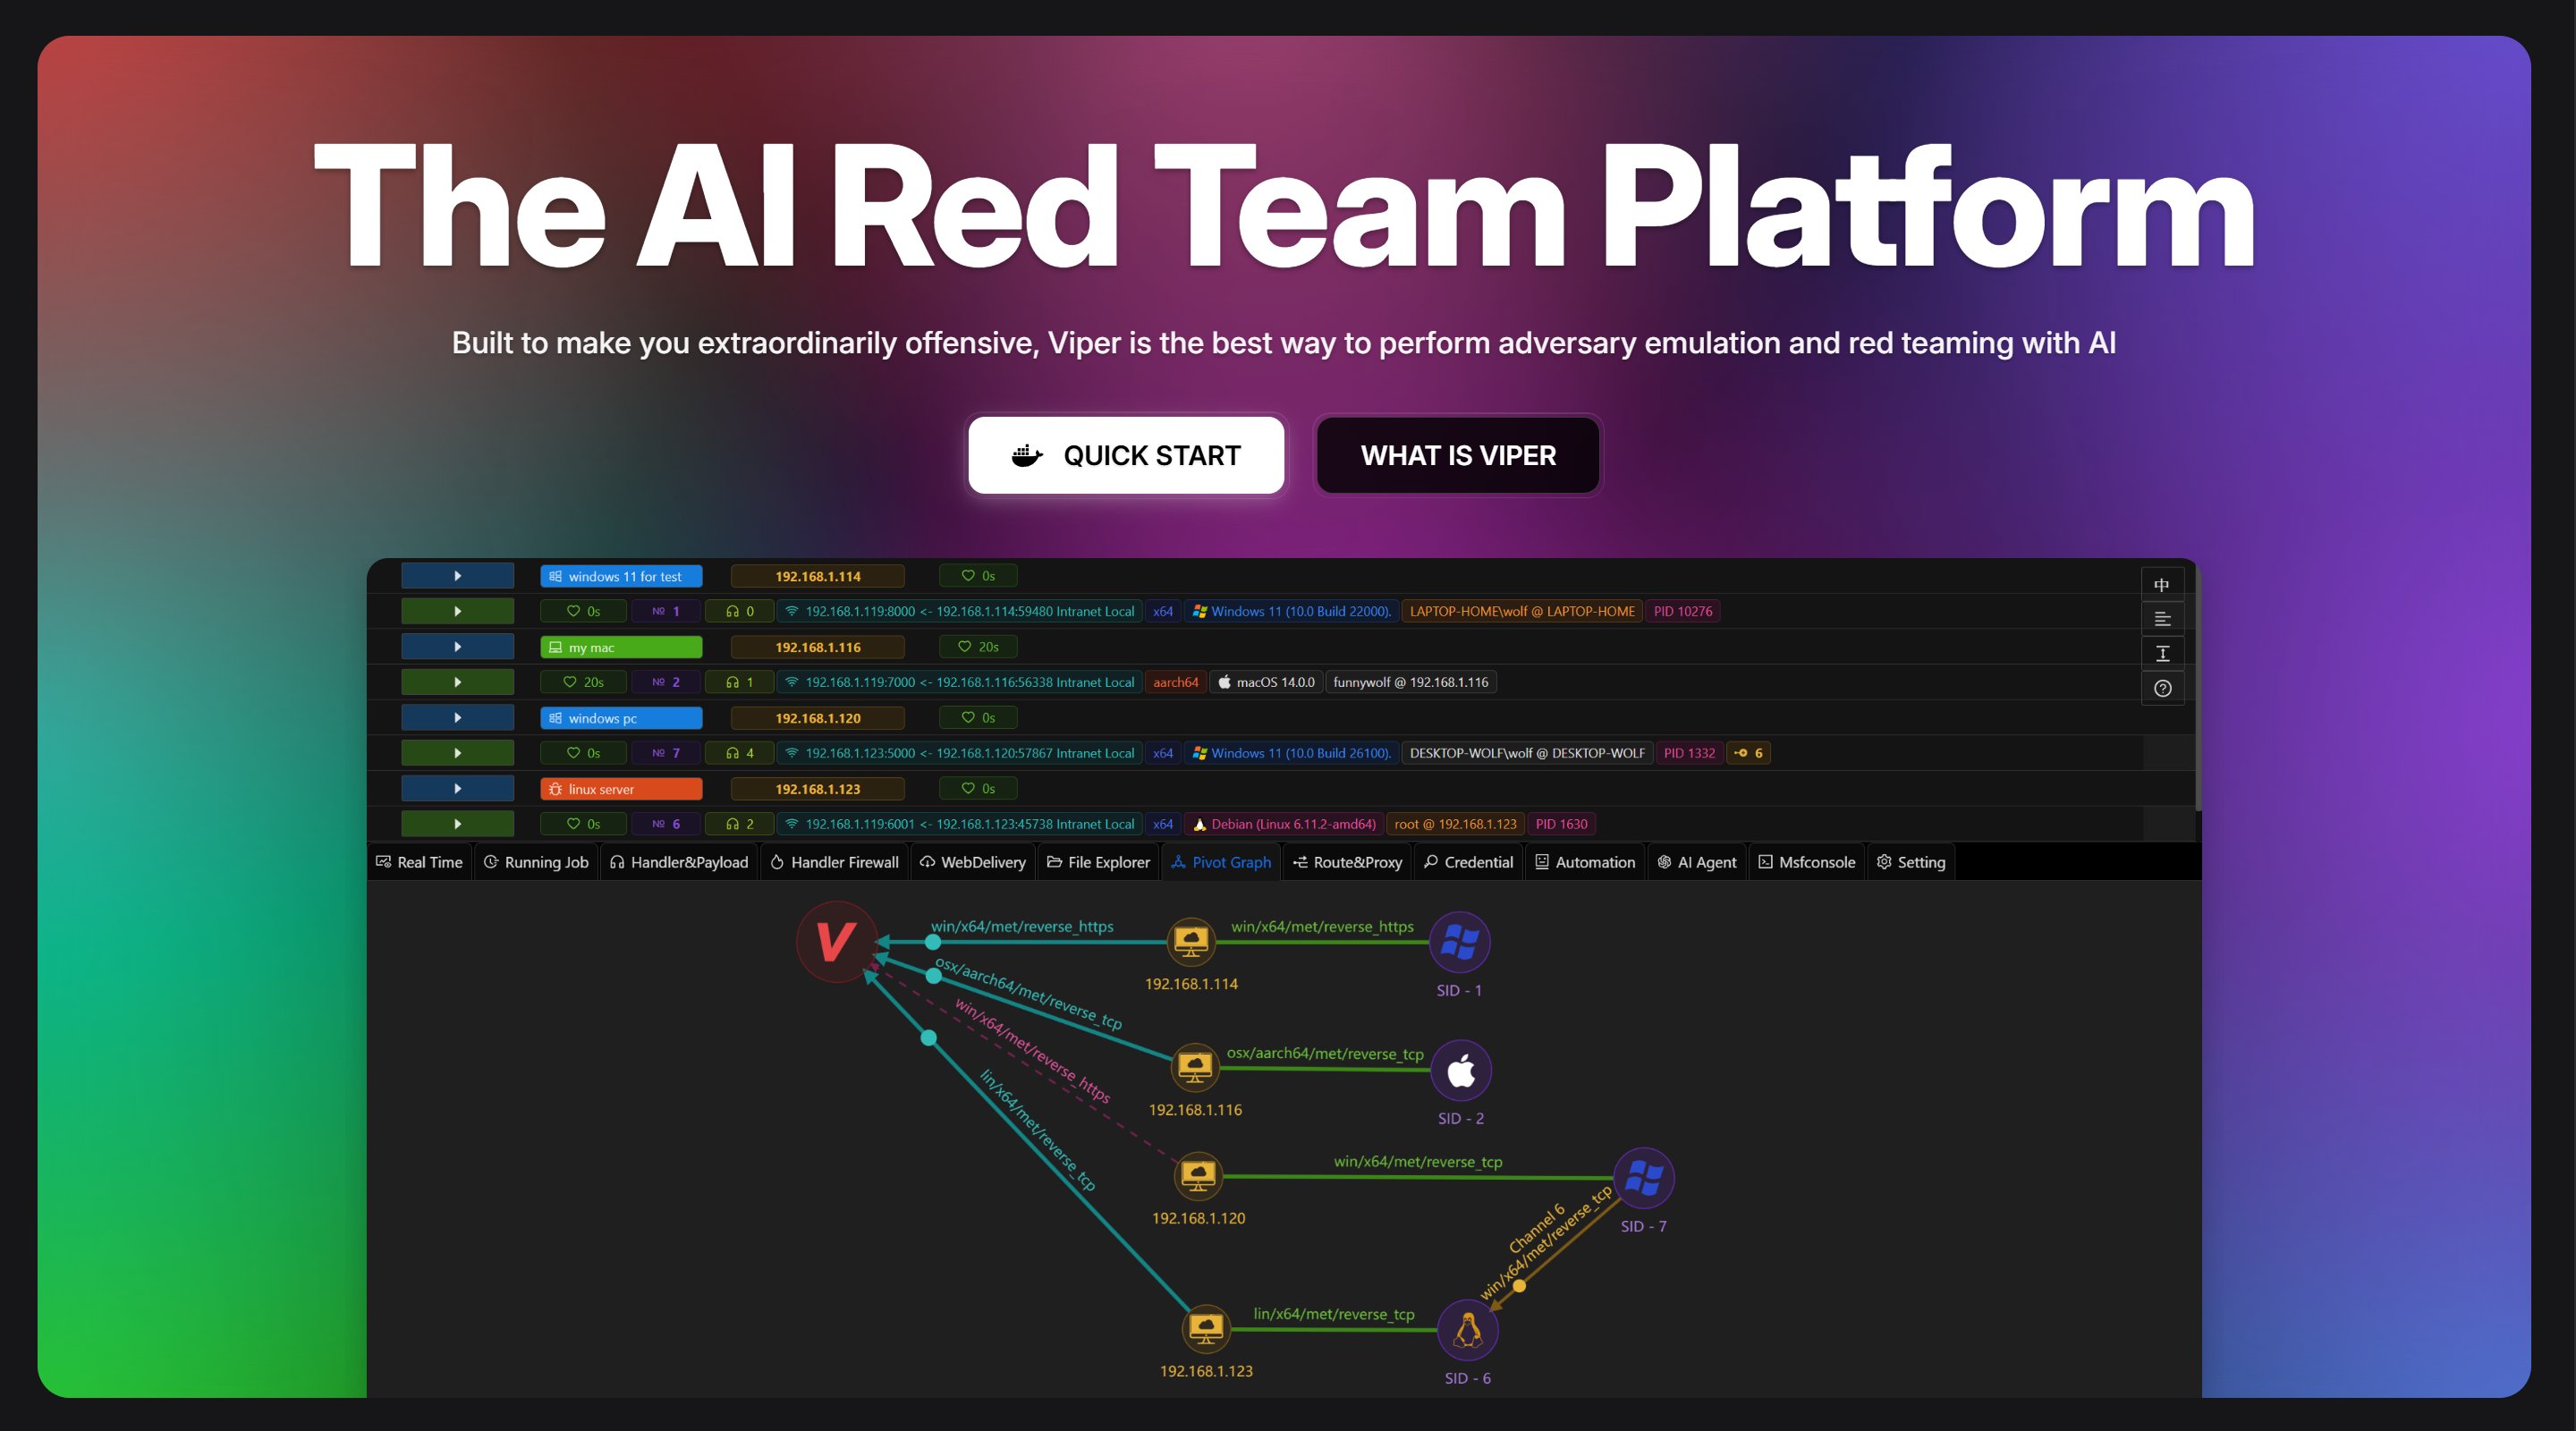 The AI Red Team Platform
Built to make you extraordinarily offensive, Viper is the best way to perform adversary emulation and red teaming with AI
QUICK START
WHAT IS VIPER
windows 11 for test 192.168.1.114 0s
中
0s № 1 0 192.168.1.119:8000 <- 192.168.1.114:59480 Intranet Local x64 Windows 11 (10.0 Build 22000). LAPTOP-HOME\wolf @ LAPTOP-HOME PID 10276
my mac 192.168.1.116 20s
20s № 2 1 192.168.1.119:7000 <- 192.168.1.116:56338 Intranet Local aarch64 macOS 14.0.0 funnywolf @ 192.168.1.116
windows pc 192.168.1.120 0s
0s № 7 4 192.168.1.123:5000 <- 192.168.1.120:57867 Intranet Local x64 Windows 11 (10.0 Build 26100). DESKTOP-WOLF\wolf @ DESKTOP-WOLF PID 1332 6
linux server 192.168.1.123 0s
0s № 6 2 192.168.1.119:6001 <- 192.168.1.123:45738 Intranet Local x64 Debian (Linux 6.11.2-amd64) root @ 192.168.1.123 PID 1630
Real Time Running Job Handler&Payload Handler Firewall WebDelivery File Explorer Pivot Graph Route&Proxy Credential Automation AI Agent Msfconsole Setting
V
win/x64/met/reverse_https
win/x64/met/reverse_https
192.168.1.114
SID - 1
osx/aarch64/met/reverse_tcp
osx/aarch64/met/reverse_tcp
192.168.1.116
SID - 2
win/x64/met/reverse_https
win/x64/met/reverse_tcp
192.168.1.120
SID - 7
lin/x64/met/reverse_tcp
Channel 6
win/x64/met/reverse_tcp
lin/x64/met/reverse_tcp
192.168.1.123
SID - 6